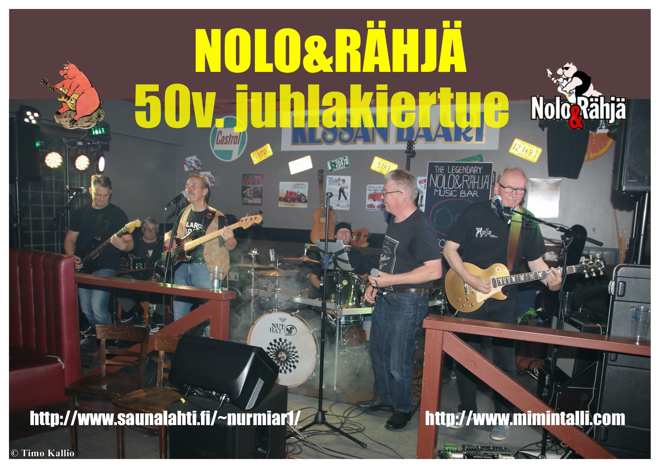 NOLO&RÄHJÄ
50v. juhlakiertue
Nolo&Rähjä
Castrol
KESSAN BAARI
THE LEGENDARY
NOLO&RÄHJÄ
MUSIC BAR
http://www.saunalahti.fi/~nurmiar1/
http://www.mimintalli.com
© Timo Kallio